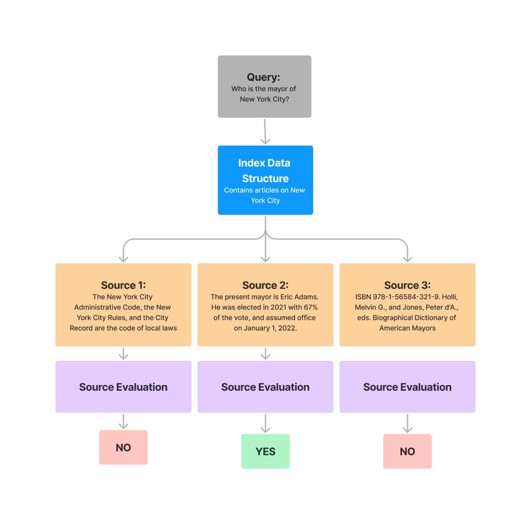 Query:
Who is the mayor of
New York City?
Index Data
Structure
Contains articles on New
York City
Source 1:
The New York City
Administrative Code, the New
York City Rules, and the City
Record are the code of local laws
Source 2:
The present mayor is Eric Adams.
He was elected in 2021 with 67%
of the vote, and assumed office
on January 1, 2022.
Source 3:
ISBN 978-1-56584-321-9. Holli,
Melvin G., and Jones, Peter d'A.,
eds. Biographical Dictionary of
American Mayors
Source Evaluation
Source Evaluation
Source Evaluation
NO
YES
NO